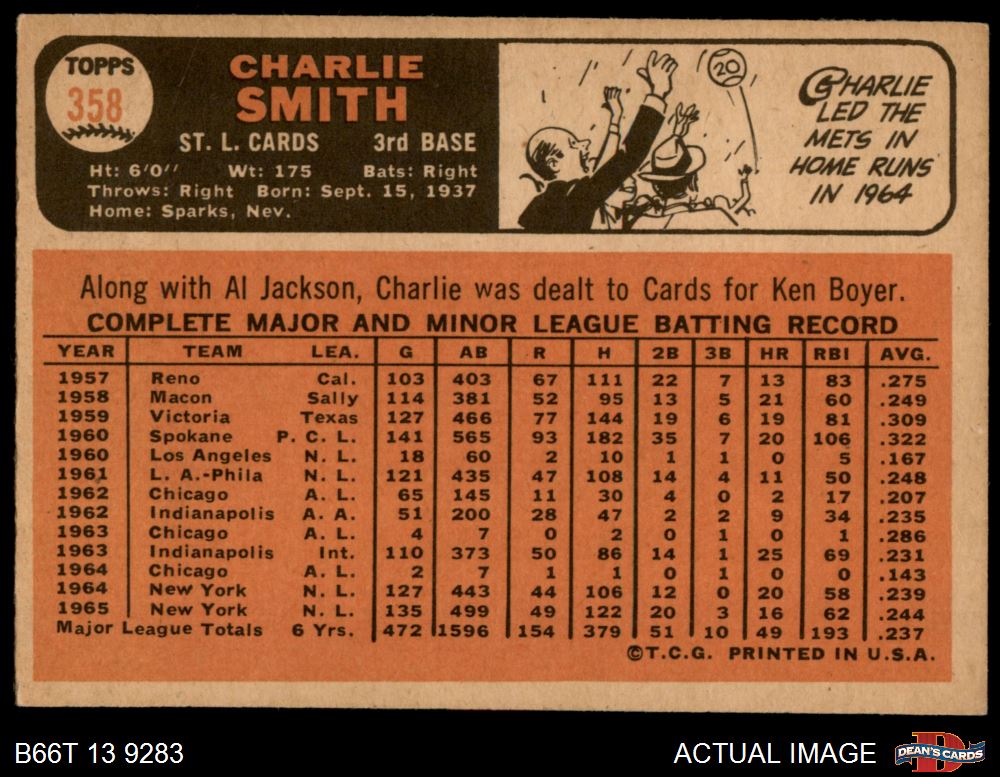 TOPPS
358
CHARLIE
SMITH
ST. L. CARDS 3rd BASE
Ht: 6'0'' Wt: 175 Bats: Right
Throws: Right Born: Sept. 15, 1937
Home: Sparks, Nev.
20
CHARLIE
LED THE
METS IN
HOME RUNS
IN 1964
Along with Al Jackson, Charlie was dealt to Cards for Ken Boyer.
COMPLETE MAJOR AND MINOR LEAGUE BATTING RECORD
YEAR TEAM LEA. G AB R H 2B 3B HR RBI AVG.
1957 Reno Cal. 103 403 67 111 22 7 13 83 .275
1958 Macon Sally 114 381 52 95 13 5 21 60 .249
1959 Victoria Texas 127 466 77 144 19 6 19 81 .309
1960 Spokane P. C. L. 141 565 93 182 35 7 20 106 .322
1960 Los Angeles N. L. 18 60 2 10 1 1 0 5 .167
1961 L. A.-Phila N. L. 121 435 47 108 14 4 11 50 .248
1962 Chicago A. L. 65 145 11 30 4 0 2 17 .207
1962 Indianapolis A. A. 51 200 28 47 2 2 9 34 .235
1963 Chicago A. L. 4 7 0 2 0 1 0 1 .286
1963 Indianapolis Int. 110 373 50 86 14 1 25 69 .231
1964 Chicago A. L. 2 7 1 1 0 1 0 0 .143
1964 New York N. L. 127 443 44 106 12 0 20 58 .239
1965 New York N. L. 135 499 49 122 20 3 16 62 .244
Major League Totals 6 Yrs. 472 1596 154 379 51 10 49 193 .237
©T.C.G. PRINTED IN U.S.A.
B66T 13 9283
ACTUAL IMAGE
D
DEAN'S CARDS